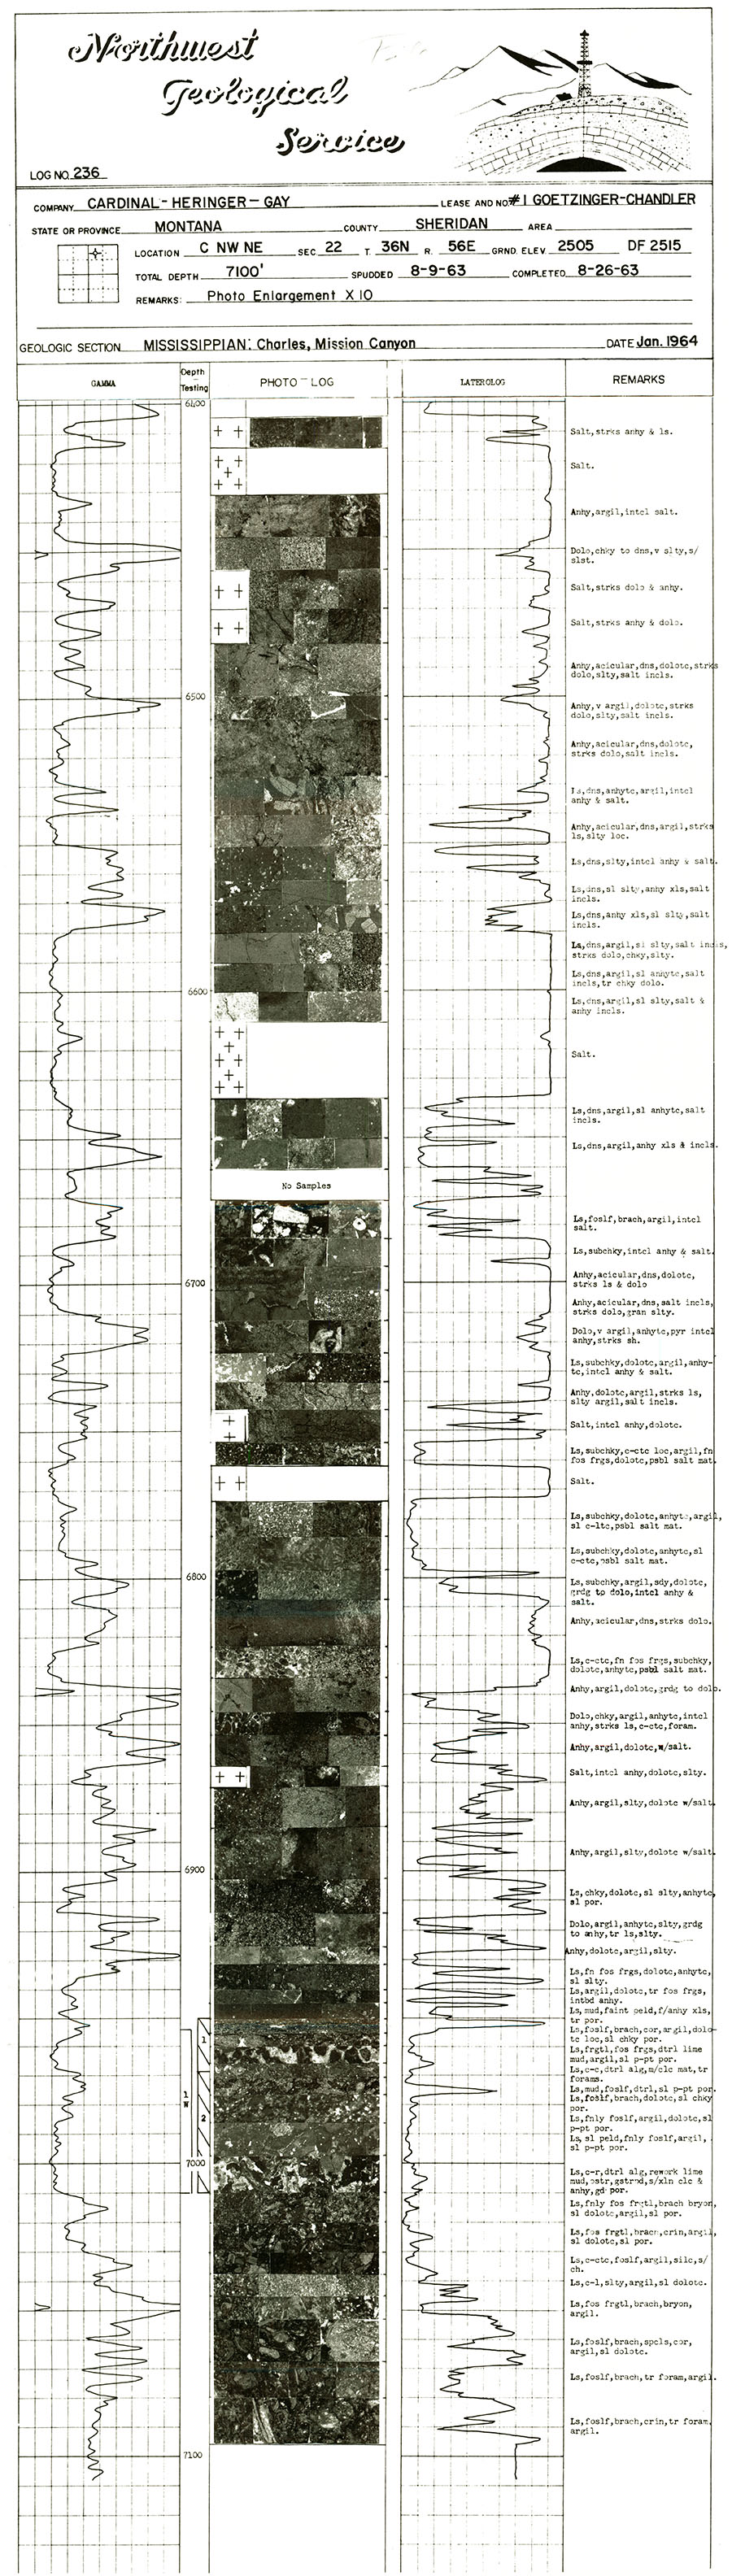 Northwest
Geological
Service
LOG NO. 236
COMPANY CARDINAL - HERINGER - GAY LEASE AND NO. #1 GOETZINGER-CHANDLER
STATE OR PROVINCE MONTANA COUNTY SHERIDAN AREA
LOCATION C NW NE SEC. 22 T. 36N R. 56E GRND. ELEV 2505 DF 2515
TOTAL DEPTH 7100' SPUDDED 8-9-63 COMPLETED 8-26-63
REMARKS: Photo Enlargement X 10
GEOLOGIC SECTION MISSISSIPPIAN: Charles, Mission Canyon DATE Jan. 1964
GAMMA Depth Testing PHOTO-LOG LATEROLOG REMARKS
6400
Salt, strks anhy & ls.
Salt.
Anhy, argil, intcl salt.
Dolo, chky to dns, v slty, s/
slst.
Salt, strks dolo & anhy.
Salt, strks anhy & dolo.
Anhy, acicular, dns, dolotc, strks
dolo, slty, salt incls.
6500
Anhy, v argil, dolotc, strks
dolo, slty, salt incls.
Anhy, acicular, dns, dolotc,
strks dolo, salt incls.
Ls, dns, anhytc, argil, intcl
anhy & salt.
Anhy, acicular, dns, argil, strks
ls, slty loc.
Ls, dns, slty, intcl anhy & salt.
Ls, dns, sl slty, anhy xls, salt
incls.
Ls, dns, anhy xls, sl slty, salt
incls.
Ls, dns, argil, sl slty, salt incls,
strks dolo, chky, slty.
Ls, dns, argil, sl anhytc, salt
incls, tr chky dolo.
6600
Ls, dns, argil, sl slty, salt &
anhy incls.
Salt.
Ls, dns, argil, sl anhytc, salt
incls.
Ls, dns, argil, anhy xls & incls.
No Samples
Ls, foslf, brach, argil, intcl
salt.
Ls, subchky, intcl anhy & salt.
6700
Anhy, acicular, dns, dolotc,
strks ls & dolo
Anhy, acicular, dns, salt incls,
strks dolo, gran slty.
Dolo, v argil, anhytc, pyr intcl
anhy, strks sh.
Ls, subchky, dolotc, argil, anhy-
tc, intcl anhy & salt.
Anhy, dolotc, argil, strks ls,
slty argil, salt incls.
Salt, intcl anhy, dolotc.
Ls, subchky, c-ctc loc, argil, fn
fos frgs, dolotc, psbl salt mat.
Salt.
Ls, subchky, dolotc, anhytc, argil,
sl c-ltc, psbl salt mat.
Ls, subchky, dolotc, anhytc, sl
c-ctc, psbl salt mat.
6800
Ls, subchky, argil, sdy, dolotc,
grdg to dolo, intcl anhy &
salt.
Anhy, acicular, dns, strks dolo.
Ls, c-ctc, fn fos frgs, subchky,
dolotc, anhytc, psbl salt mat.
Anhy, argil, dolotc, grdg to dolo.
Dolo, chky, argil, anhytc, intcl
anhy, strks ls, c-ctc, foram.
Anhy, argil, dolotc, w/salt.
Salt, intcl anhy, dolotc, slty.
Anhy, argil, slty, dolotc w/salt.
Anhy, argil, slty, dolotc w/salt.
6900
Ls, chky, dolotc, sl slty, anhytc,
sl por.
Dolo, argil, anhytc, slty, grdg
to anhy, tr ls, slty.
Anhy, dolotc, argil, slty.
Ls, fn fos frgs, dolotc, anhytc,
sl slty.
Ls, argil, dolotc, tr fos frgs,
intbd anhy.
Ls, mud, faint peld, f/anhy xls,
tr por.
Ls, foslf, brach, cor, argil, dolo-
tc loc, sl chky por.
Ls, frgtl, fos frgs, dtrl lime
mud, argil, sl p-pt por.
Ls, c-c, dtrl alg, m/clc mat, tr
forams.
Ls, mud, foslf, dtrl, sl p-pt por.
Ls, foslf, brach, dolotc, sl chky
por.
Ls, fnly foslf, argil, dolotc, sl
p-pt por.
Ls, sl peld, fnly foslf, argil,
sl p-pt por.
1
1 W
2
7000
Ls, c-r, dtrl alg, rework lime
mud, ostr, gstrpd, s/xln clc &
anhy, gd por.
Ls, fnly fos frgtl, brach bryon,
sl dolotc, argil, sl por.
Ls, fos frgtl, brach, crin, argil,
sl dolotc, sl por.
Ls, c-ctc, foslf, argil, silc, s/
ch.
Ls, c-l, slty, argil, sl dolotc.
Ls, fos frgtl, brach, bryon,
argil.
Ls, foslf, brach, spcls, cor,
argil, sl dolotc.
Ls, foslf, brach, tr foram, argil.
Ls, foslf, brach, crin, tr foram,
argil.
7100